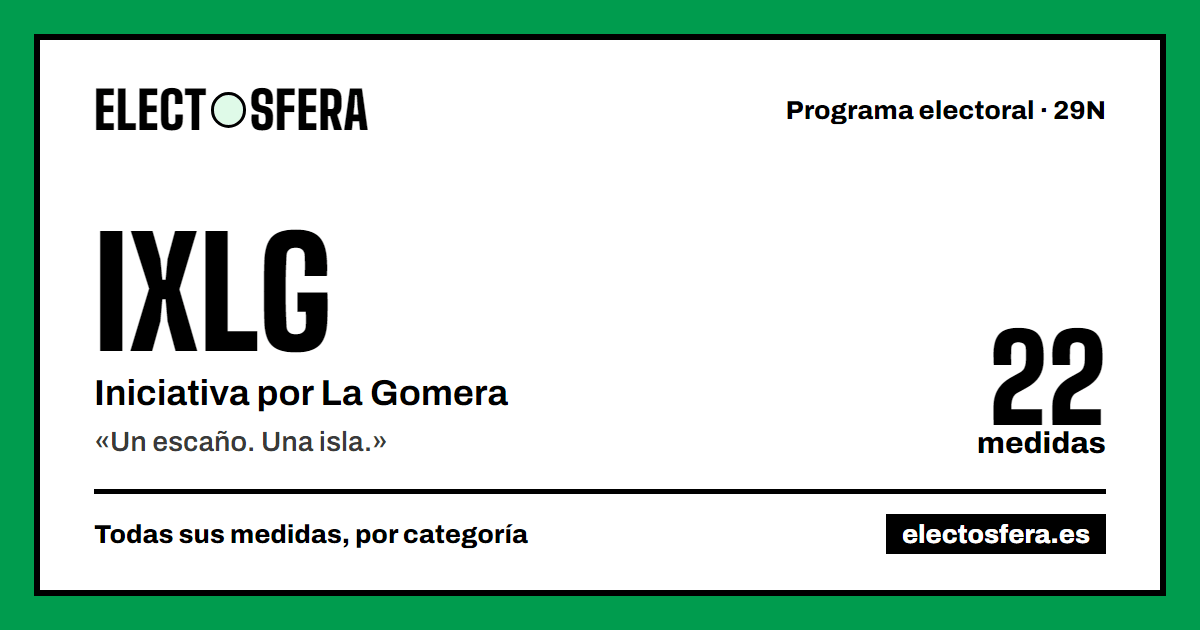 ELECTOSFERA
Programa electoral · 29N
IXLG
Iniciativa por La Gomera
«Un escaño. Una isla.»
22
medidas
Todas sus medidas, por categoría
electosfera.es